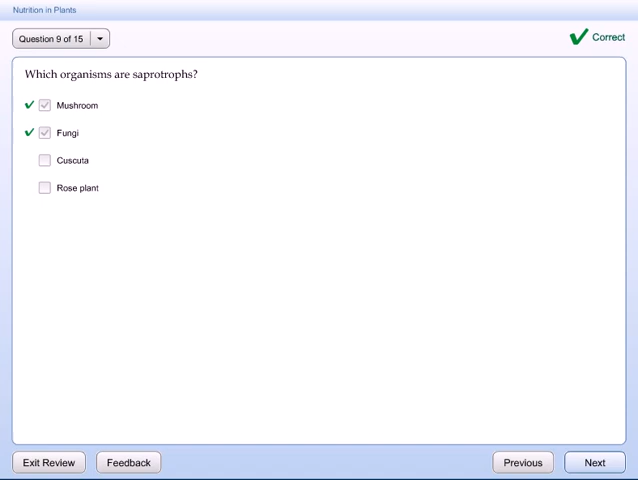 Nutrition in Plants
Question 9 of 15
Correct
Which organisms are saprotrophs?
Mushroom
Fungi
Cuscuta
Rose plant
Exit Review Feedback Previous Next